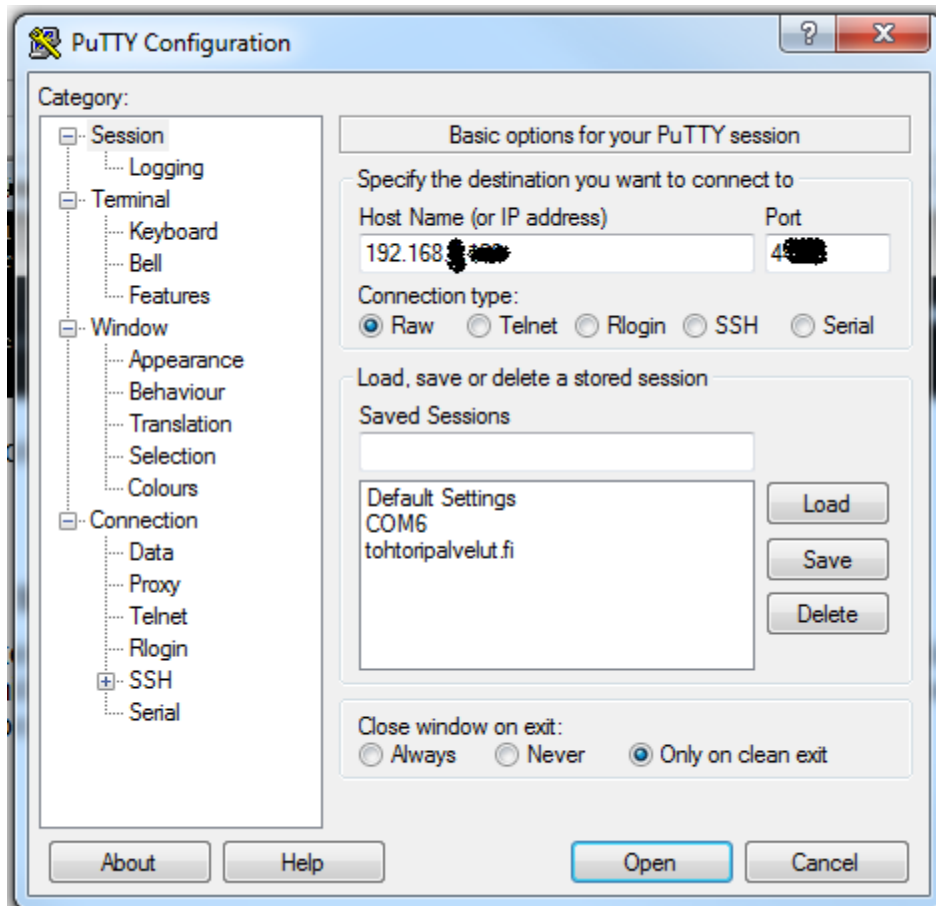 PuTTY Configuration
Category:
Session
Logging
Terminal
Keyboard
Bell
Features
Window
Appearance
Behaviour
Translation
Selection
Colours
Connection
Data
Proxy
Telnet
Rlogin
SSH
Serial
Basic options for your PuTTY session
Specify the destination you want to connect to
Host Name (or IP address) Port
192.168. 4
Connection type:
Raw Telnet Rlogin SSH Serial
Load, save or delete a stored session
Saved Sessions
Default Settings
COM6
tohtoripalvelut.fi
Load
Save
Delete
Close window on exit:
Always Never Only on clean exit
About Help Open Cancel